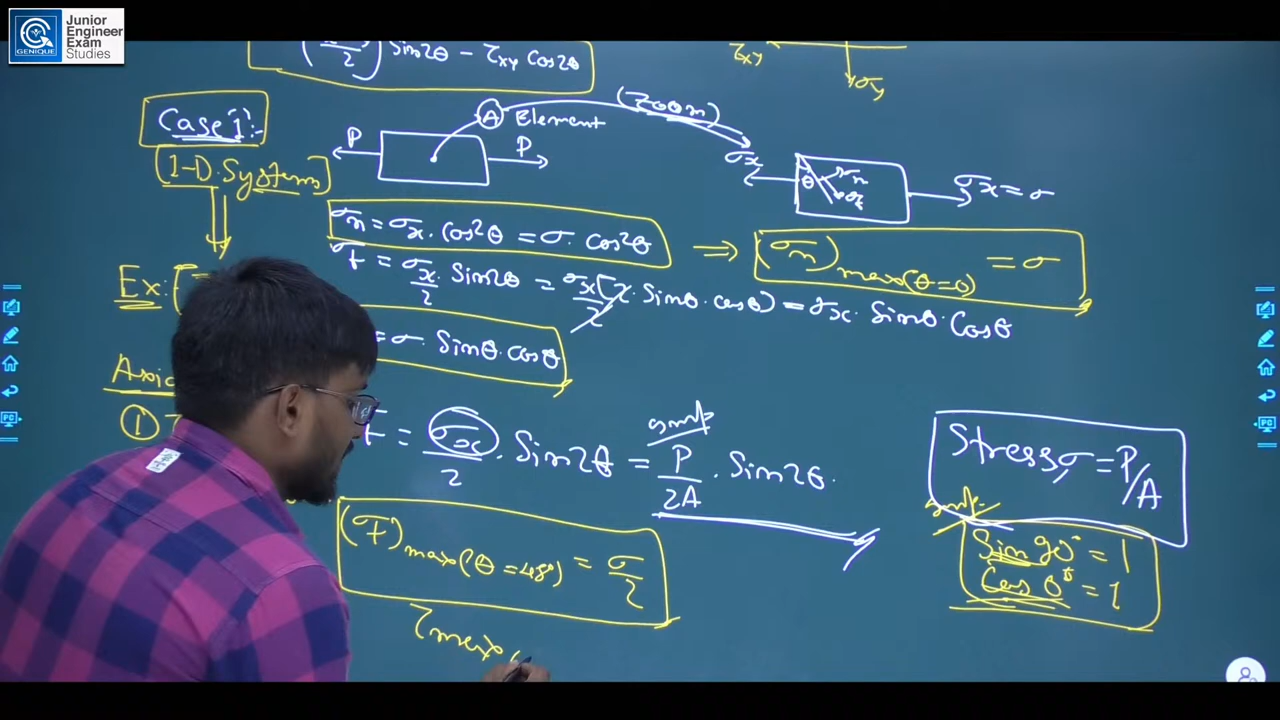 GENIQUE
Junior
Engineer
Exam
Studies
2 ) Sin2θ - τxy Cos2θ
τxy
σy
Case 1:-
1-D. System
P
P
A Element
(Zoom)
σx
θ
σn
σt
σx = σ
σn = σx . Cos²θ = σ . Cos²θ
⇒ (σn)max(θ=0) = σ
σt = σx/2 . Sin2θ = σx/2 (2 . Sinθ . Cosθ) = σx . Sinθ . Cosθ
Ex:
= σ . Sinθ . Cosθ
①
= σx/2 . Sin2θ = P/2A . Sin2θ.
Stress, σ = P/A
Sin 90° = 1
Cos 0° = 1
(σt)max(θ=45°) = σ/2
τmax
PC
PC